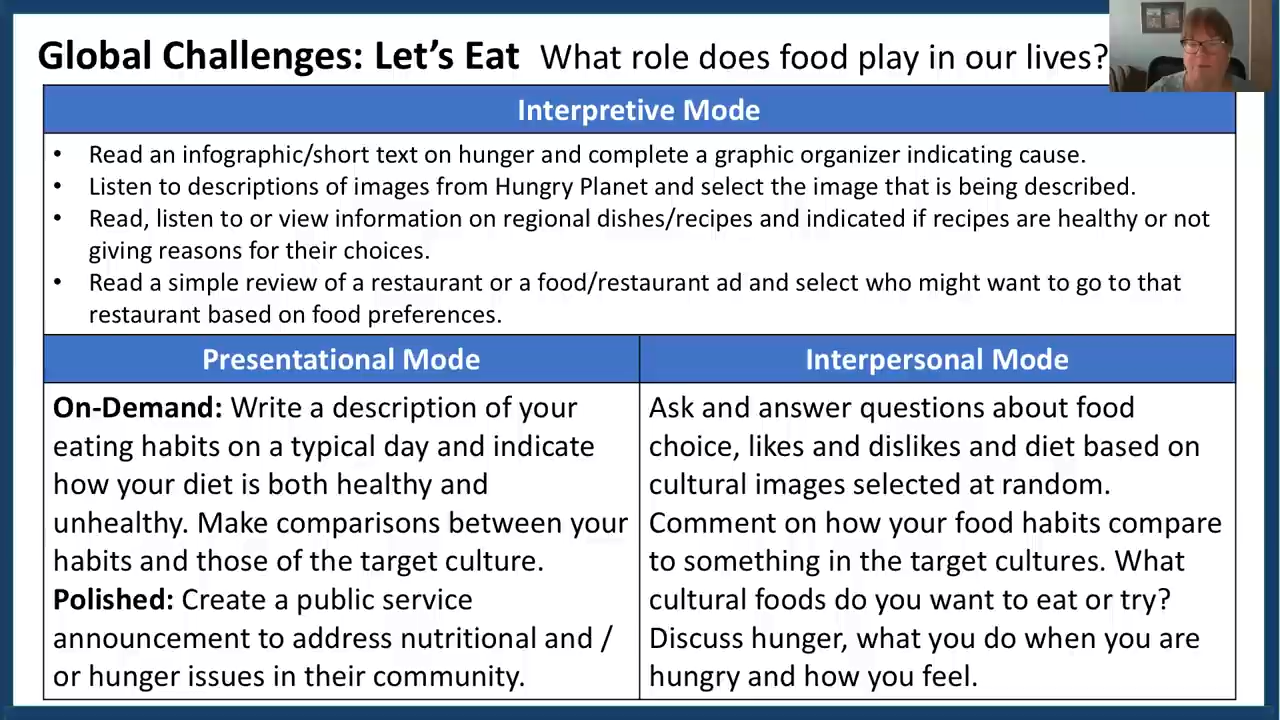 Global Challenges: Let's Eat What role does food play in our lives?
Interpretive Mode
• Read an infographic/short text on hunger and complete a graphic organizer indicating cause.
• Listen to descriptions of images from Hungry Planet and select the image that is being described.
• Read, listen to or view information on regional dishes/recipes and indicated if recipes are healthy or not
giving reasons for their choices.
• Read a simple review of a restaurant or a food/restaurant ad and select who might want to go to that
restaurant based on food preferences.
Presentational Mode
On-Demand: Write a description of your
eating habits on a typical day and indicate
how your diet is both healthy and
unhealthy. Make comparisons between your
habits and those of the target culture.
Polished: Create a public service
announcement to address nutritional and /
or hunger issues in their community.
Interpersonal Mode
Ask and answer questions about food
choice, likes and dislikes and diet based on
cultural images selected at random.
Comment on how your food habits compare
to something in the target cultures. What
cultural foods do you want to eat or try?
Discuss hunger, what you do when you are
hungry and how you feel.